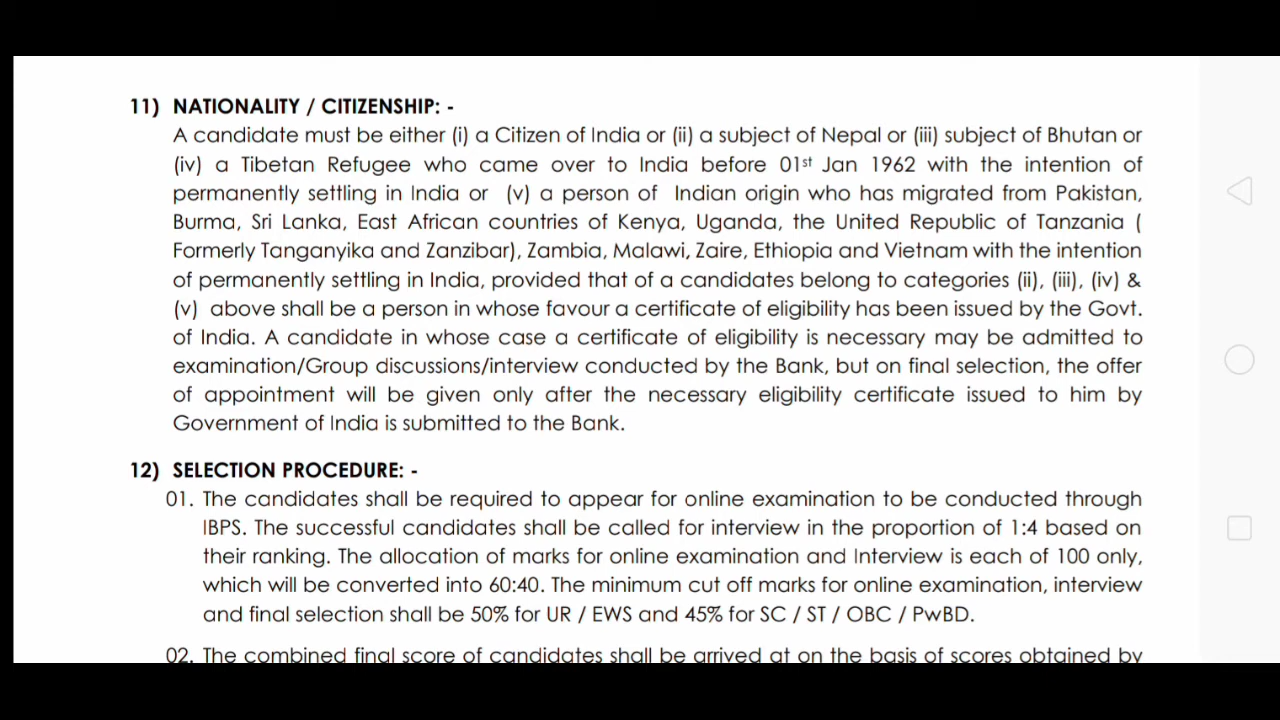 11) NATIONALITY / CITIZENSHIP: -
A candidate must be either (i) a Citizen of India or (ii) a subject of Nepal or (iii) subject of Bhutan or
(iv) a Tibetan Refugee who came over to India before 01st Jan 1962 with the intention of
permanently settling in India or (v) a person of Indian origin who has migrated from Pakistan,
Burma, Sri Lanka, East African countries of Kenya, Uganda, the United Republic of Tanzania (
Formerly Tanganyika and Zanzibar), Zambia, Malawi, Zaire, Ethiopia and Vietnam with the intention
of permanently settling in India, provided that of a candidates belong to categories (ii), (iii), (iv) &
(v) above shall be a person in whose favour a certificate of eligibility has been issued by the Govt.
of India. A candidate in whose case a certificate of eligibility is necessary may be admitted to
examination/Group discussions/interview conducted by the Bank, but on final selection, the offer
of appointment will be given only after the necessary eligibility certificate issued to him by
Government of India is submitted to the Bank.
12) SELECTION PROCEDURE: -
01. The candidates shall be required to appear for online examination to be conducted through
IBPS. The successful candidates shall be called for interview in the proportion of 1:4 based on
their ranking. The allocation of marks for online examination and Interview is each of 100 only,
which will be converted into 60:40. The minimum cut off marks for online examination, interview
and final selection shall be 50% for UR / EWS and 45% for SC / ST / OBC / PwBD.
02. The combined final score of candidates shall be arrived at on the basis of scores obtained by